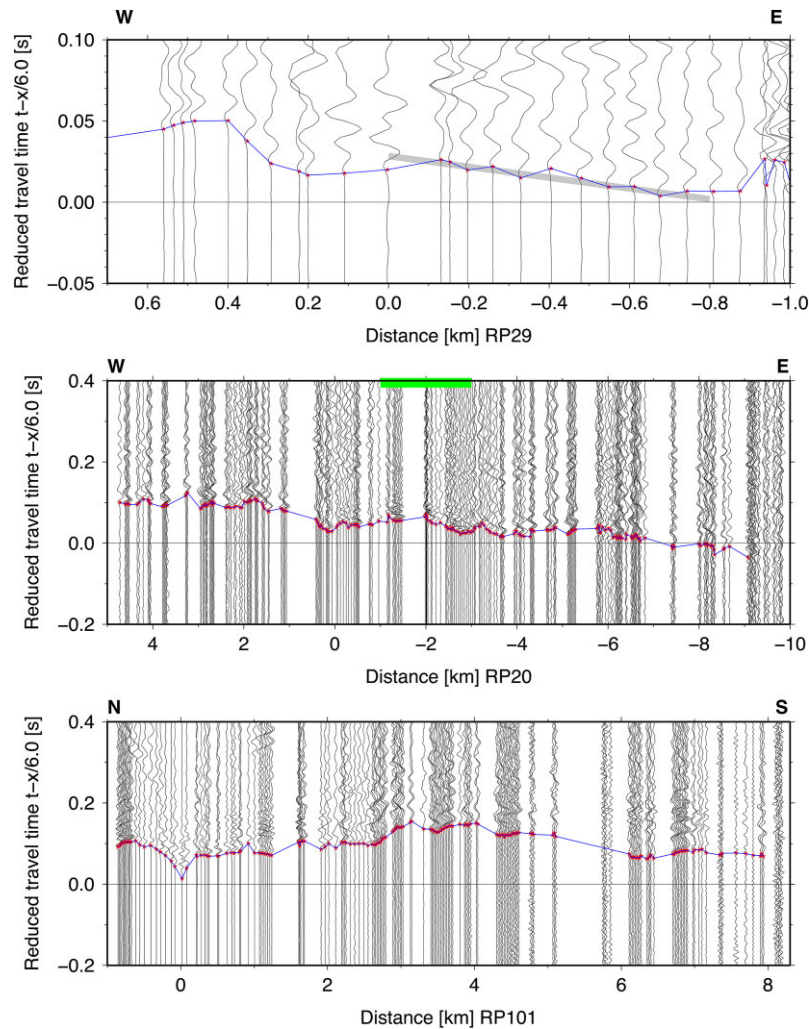 W E
Reduced travel time t−x/6.0 [s]
0.10
0.05
0.00
−0.05
0.6 0.4 0.2 0.0 −0.2 −0.4 −0.6 −0.8 −1.0
Distance [km] RP29
W E
Reduced travel time t−x/6.0 [s]
0.4
0.2
0.0
−0.2
4 2 0 −2 −4 −6 −8 −10
Distance [km] RP20
N S
Reduced travel time t−x/6.0 [s]
0.4
0.2
0.0
−0.2
0 2 4 6 8
Distance [km] RP101